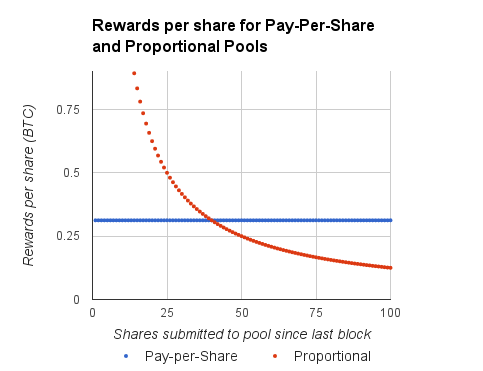 Rewards per share for Pay-Per-Share
and Proportional Pools
Rewards per share (BTC)
0.75
0.5
0.25
0
0 25 50 75 100
Shares submitted to pool since last block
Pay-per-Share Proportional